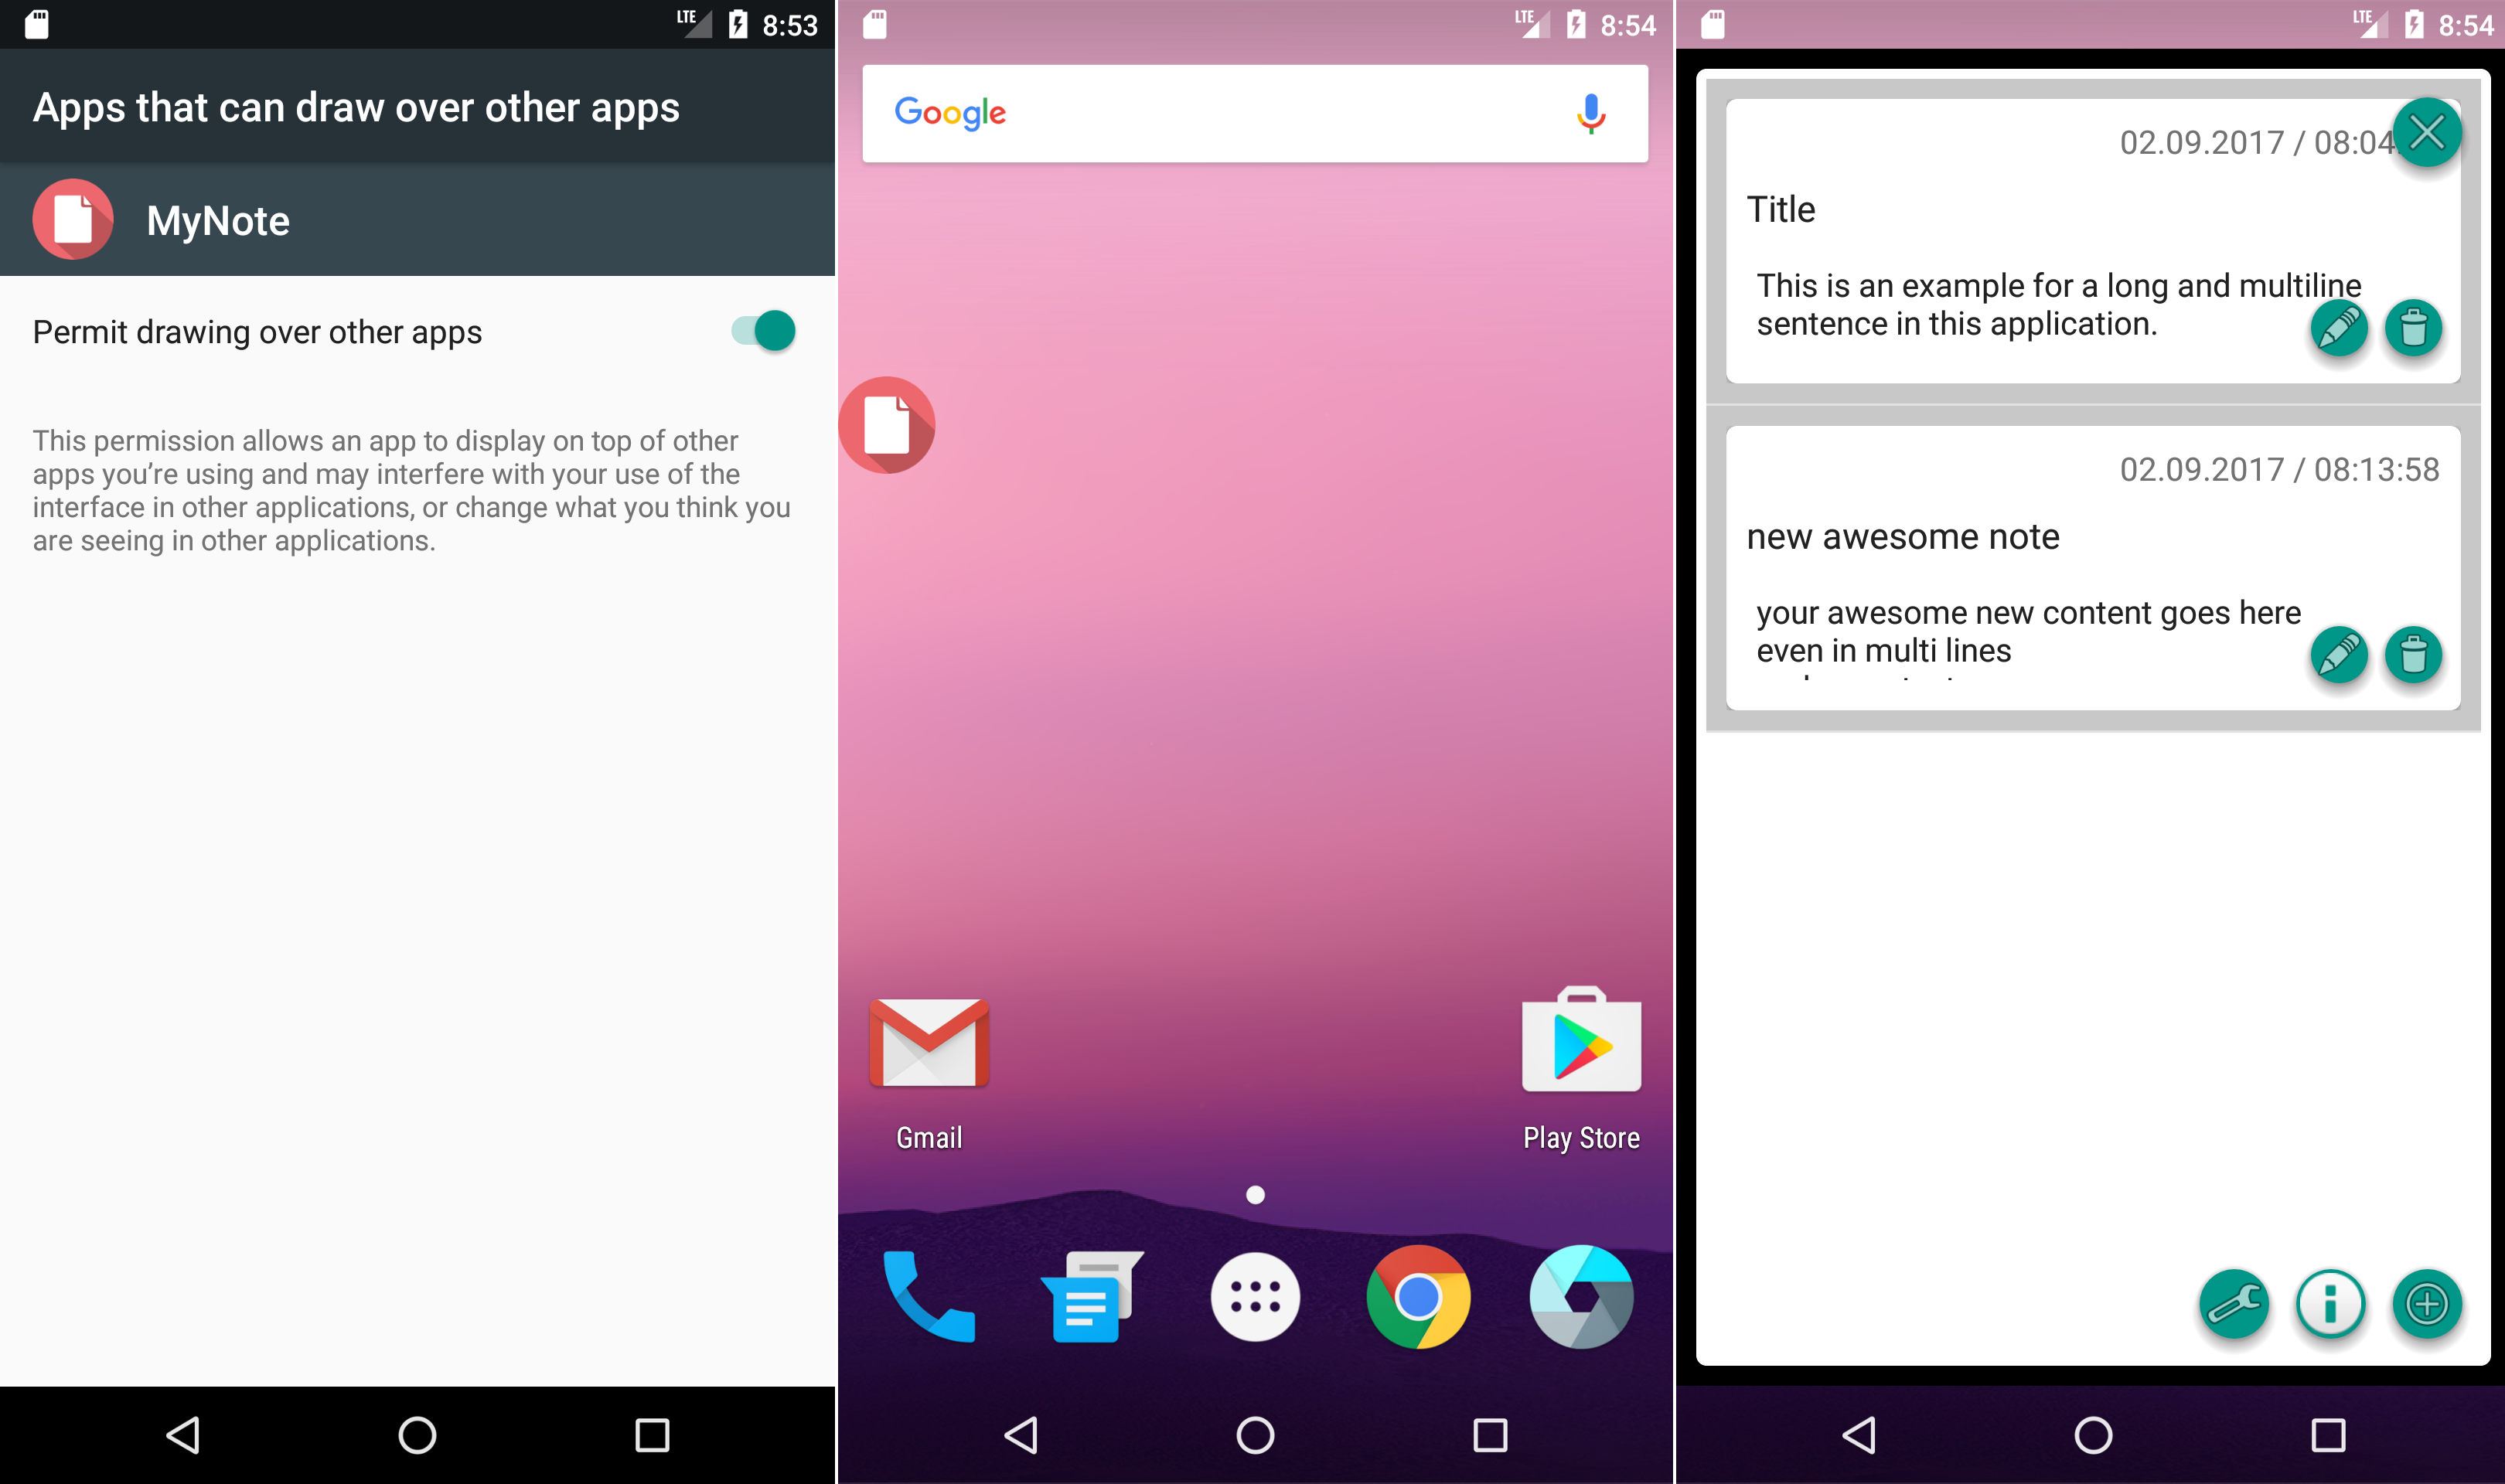 LTE 8:53
Apps that can draw over other apps
MyNote
Permit drawing over other apps
This permission allows an app to display on top of other
apps you’re using and may interfere with your use of the
interface in other applications, or change what you think you
are seeing in other applications.
LTE 8:54
Google
Gmail
Play Store
LTE 8:54
02.09.2017 / 08:04
Title
This is an example for a long and multiline
sentence in this application.
02.09.2017 / 08:13:58
new awesome note
your awesome new content goes here
even in multi lines